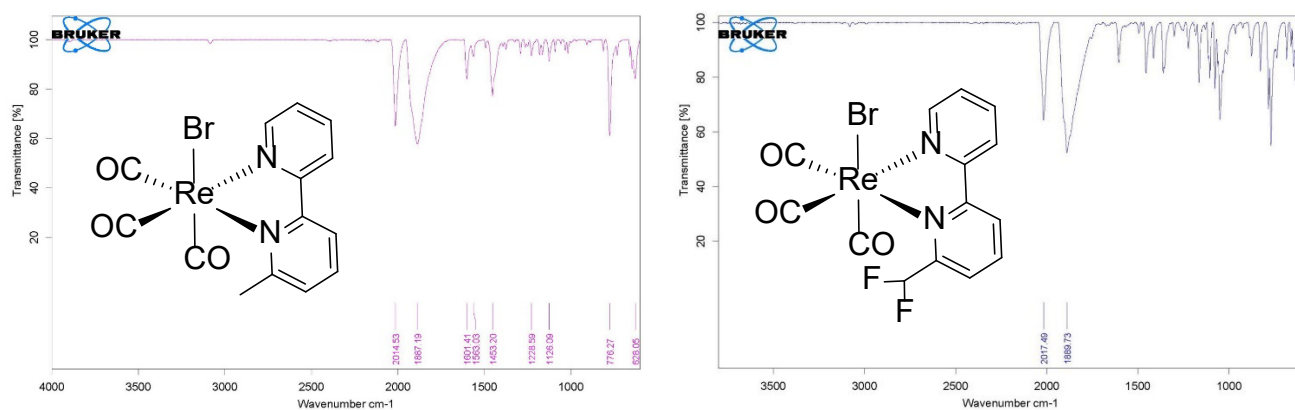 BRUKER
Transmittance [%]
100
80
60
40
20
Br
OC
OC
Re
CO
N
N
2014.53
1887.19
1601.41
1563.03
1453.20
1228.59
1126.09
776.27
628.05
4000
3500
3000
2500
2000
1500
1000
Wavenumber cm-1
BRUKER
Transmittance [%]
100
80
60
40
20
Br
OC
OC
Re
CO
N
N
F
F
2017.49
1889.73
3500
3000
2500
2000
1500
1000
Wavenumber cm-1